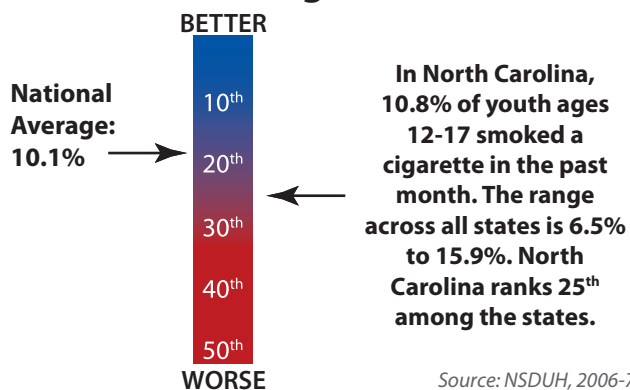 BETTER
National
Average:
10.1%
10th
20th
30th
40th
50th
WORSE
In North Carolina,
10.8% of youth ages
12-17 smoked a
cigarette in the past
month. The range
across all states is 6.5%
to 15.9%. North
Carolina ranks 25th
among the states.
Source: NSDUH, 2006-7